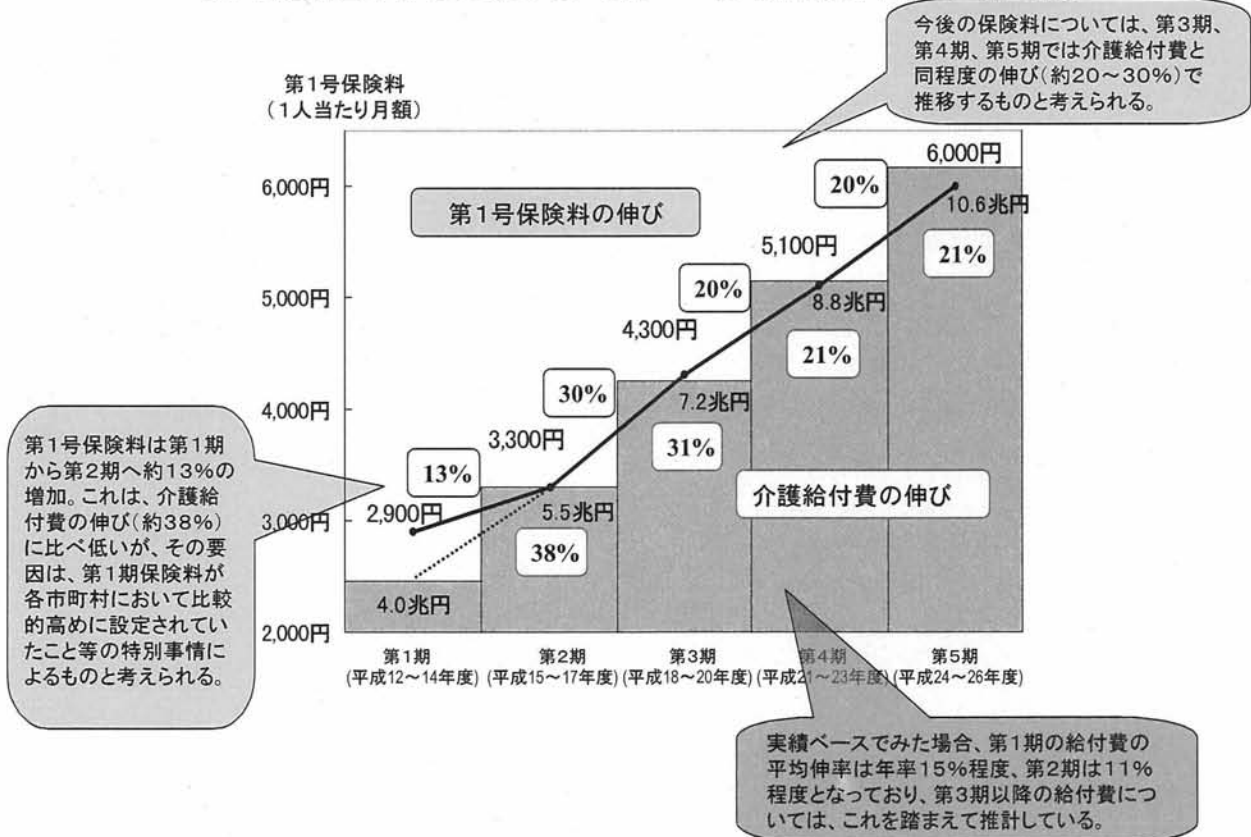 今後の保険料については、第3期、
第4期、第5期では介護給付費と
同程度の伸び(約20～30%)で
推移するものと考えられる。
第1号保険料
(1人当たり月額)
6,000円
5,000円
4,000円
3,000円
2,000円
第1号保険料の伸び
2,900円
3,300円
4,300円
5,100円
6,000円
13%
30%
20%
20%
4.0兆円
5.5兆円
7.2兆円
8.8兆円
10.6兆円
38%
31%
21%
21%
介護給付費の伸び
第1号保険料は第1期
から第2期へ約13%の
増加。これは、介護給
付費の伸び(約38%)
に比べ低いが、その要
因は、第1期保険料が
各市町村において比較
的高めに設定されてい
たこと等の特別事情に
よるものと考えられる。
第1期
(平成12～14年度)
第2期
(平成15～17年度)
第3期
(平成18～20年度)
第4期
(平成21～23年度)
第5期
(平成24～26年度)
実績ベースでみた場合、第1期の給付費の
平均伸率は年率15%程度、第2期は11%
程度となっており、第3期以降の給付費につ
いては、これを踏まえて推計している。